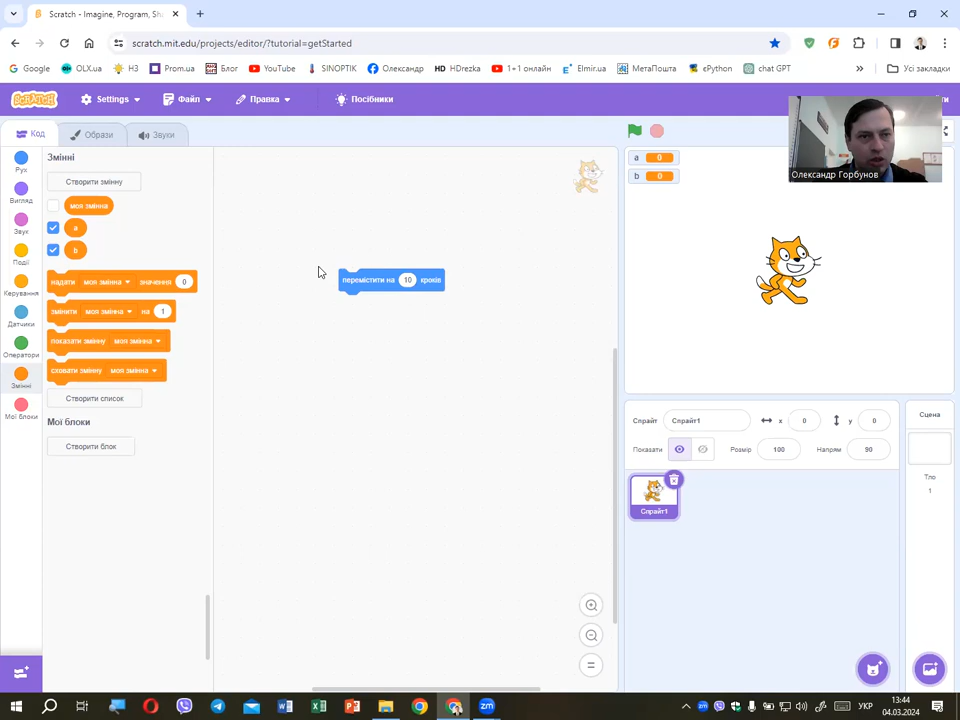 Scratch - Imagine, Program, Sha
scratch.mit.edu/projects/editor/?tutorial=getStarted
Google
OLX.ua
НЗ
Prom.ua
Блог
YouTube
SINOPTIK
Олександр
HD HDrezka
1+1 онлайн
Elmir.ua
МетаПошта
єPython
chat GPT
Усі закладки
SCRATCH
Settings
Файл
Правка
Посібники
Код
Образи
Звуки
Олександр Горбунов
Рух
Вигляд
Звук
Події
Керування
Датчики
Оператори
Змінні
Мої блоки
Змінні
Створити змінну
моя змінна
a
b
надати моя змінна значення 0
змінити моя змінна на 1
показати змінну моя змінна
сховати змінну моя змінна
Створити список
Мої блоки
Створити блок
перемістити на 10 кроків
a 0
b 0
Спрайт Спрайт1 x 0 y 0
Показати Розмір 100 Напрям 90
Спрайт1
Сцена
Тло
1
УКР
13:44
04.03.2024